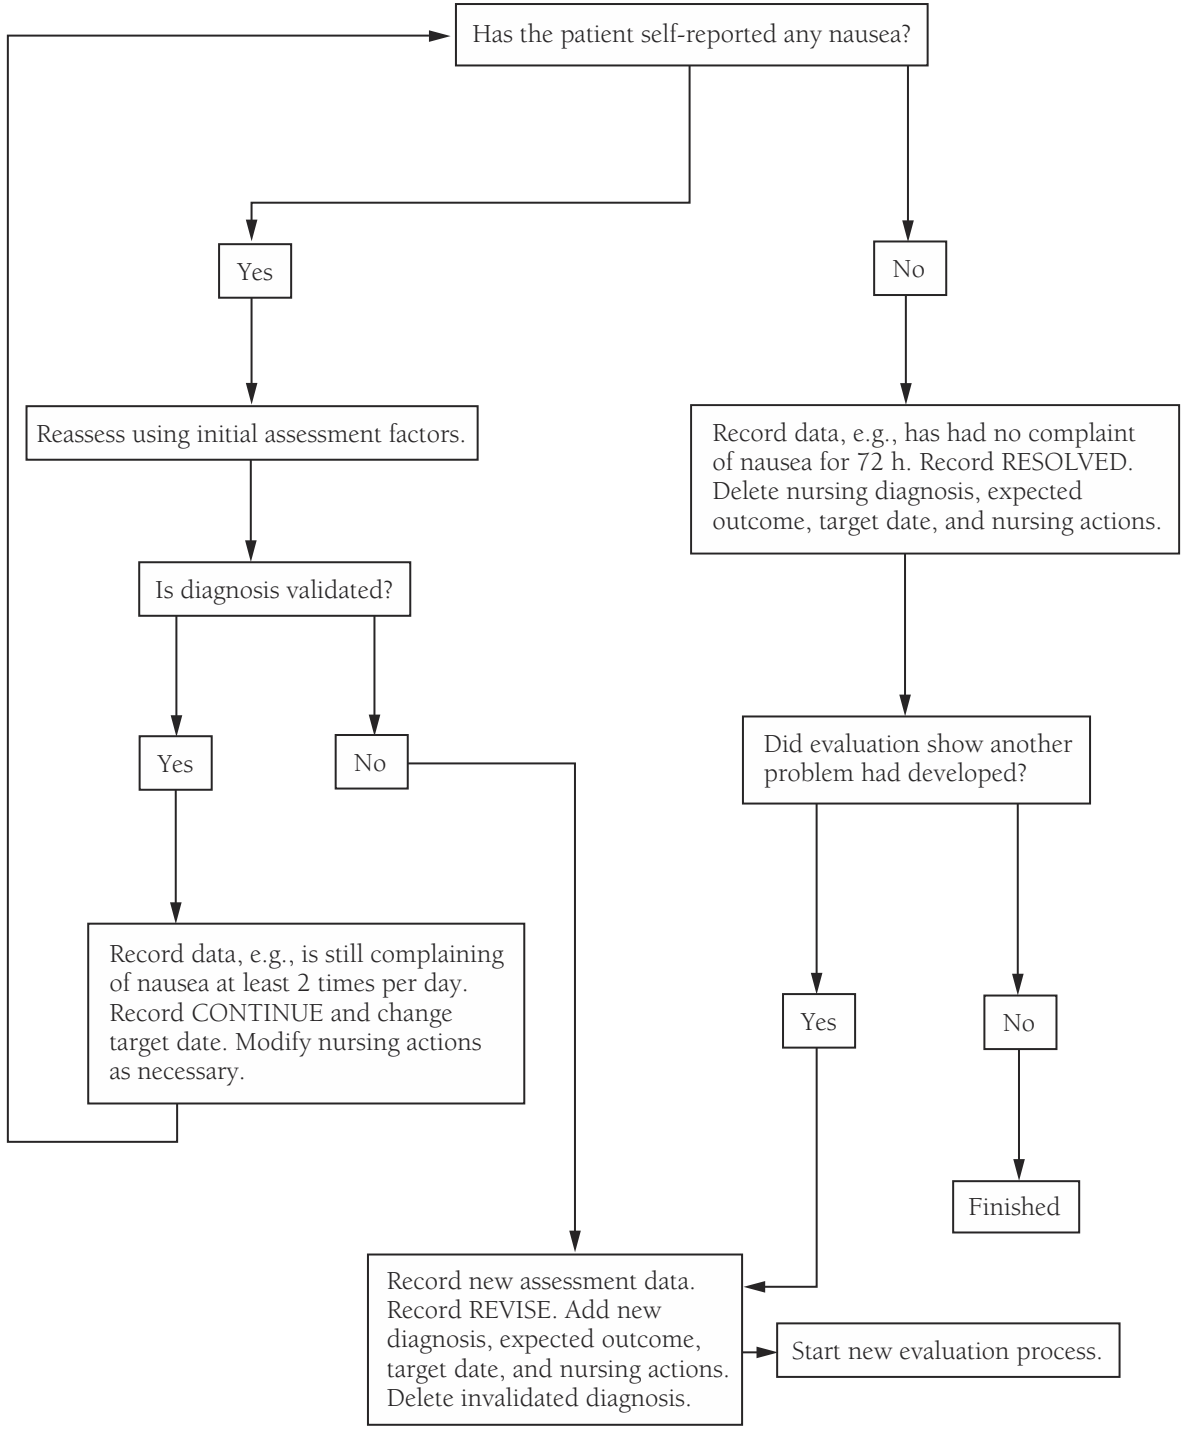 Has the patient self-reported any nausea?
Yes
No
Reassess using initial assessment factors.
Record data, e.g., has had no complaint
of nausea for 72 h. Record RESOLVED.
Delete nursing diagnosis, expected
outcome, target date, and nursing actions.
Is diagnosis validated?
Yes
No
Did evaluation show another
problem had developed?
Record data, e.g., is still complaining
of nausea at least 2 times per day.
Record CONTINUE and change
target date. Modify nursing actions
as necessary.
Yes
No
Finished
Record new assessment data.
Record REVISE. Add new
diagnosis, expected outcome,
target date, and nursing actions.
Delete invalidated diagnosis.
Start new evaluation process.